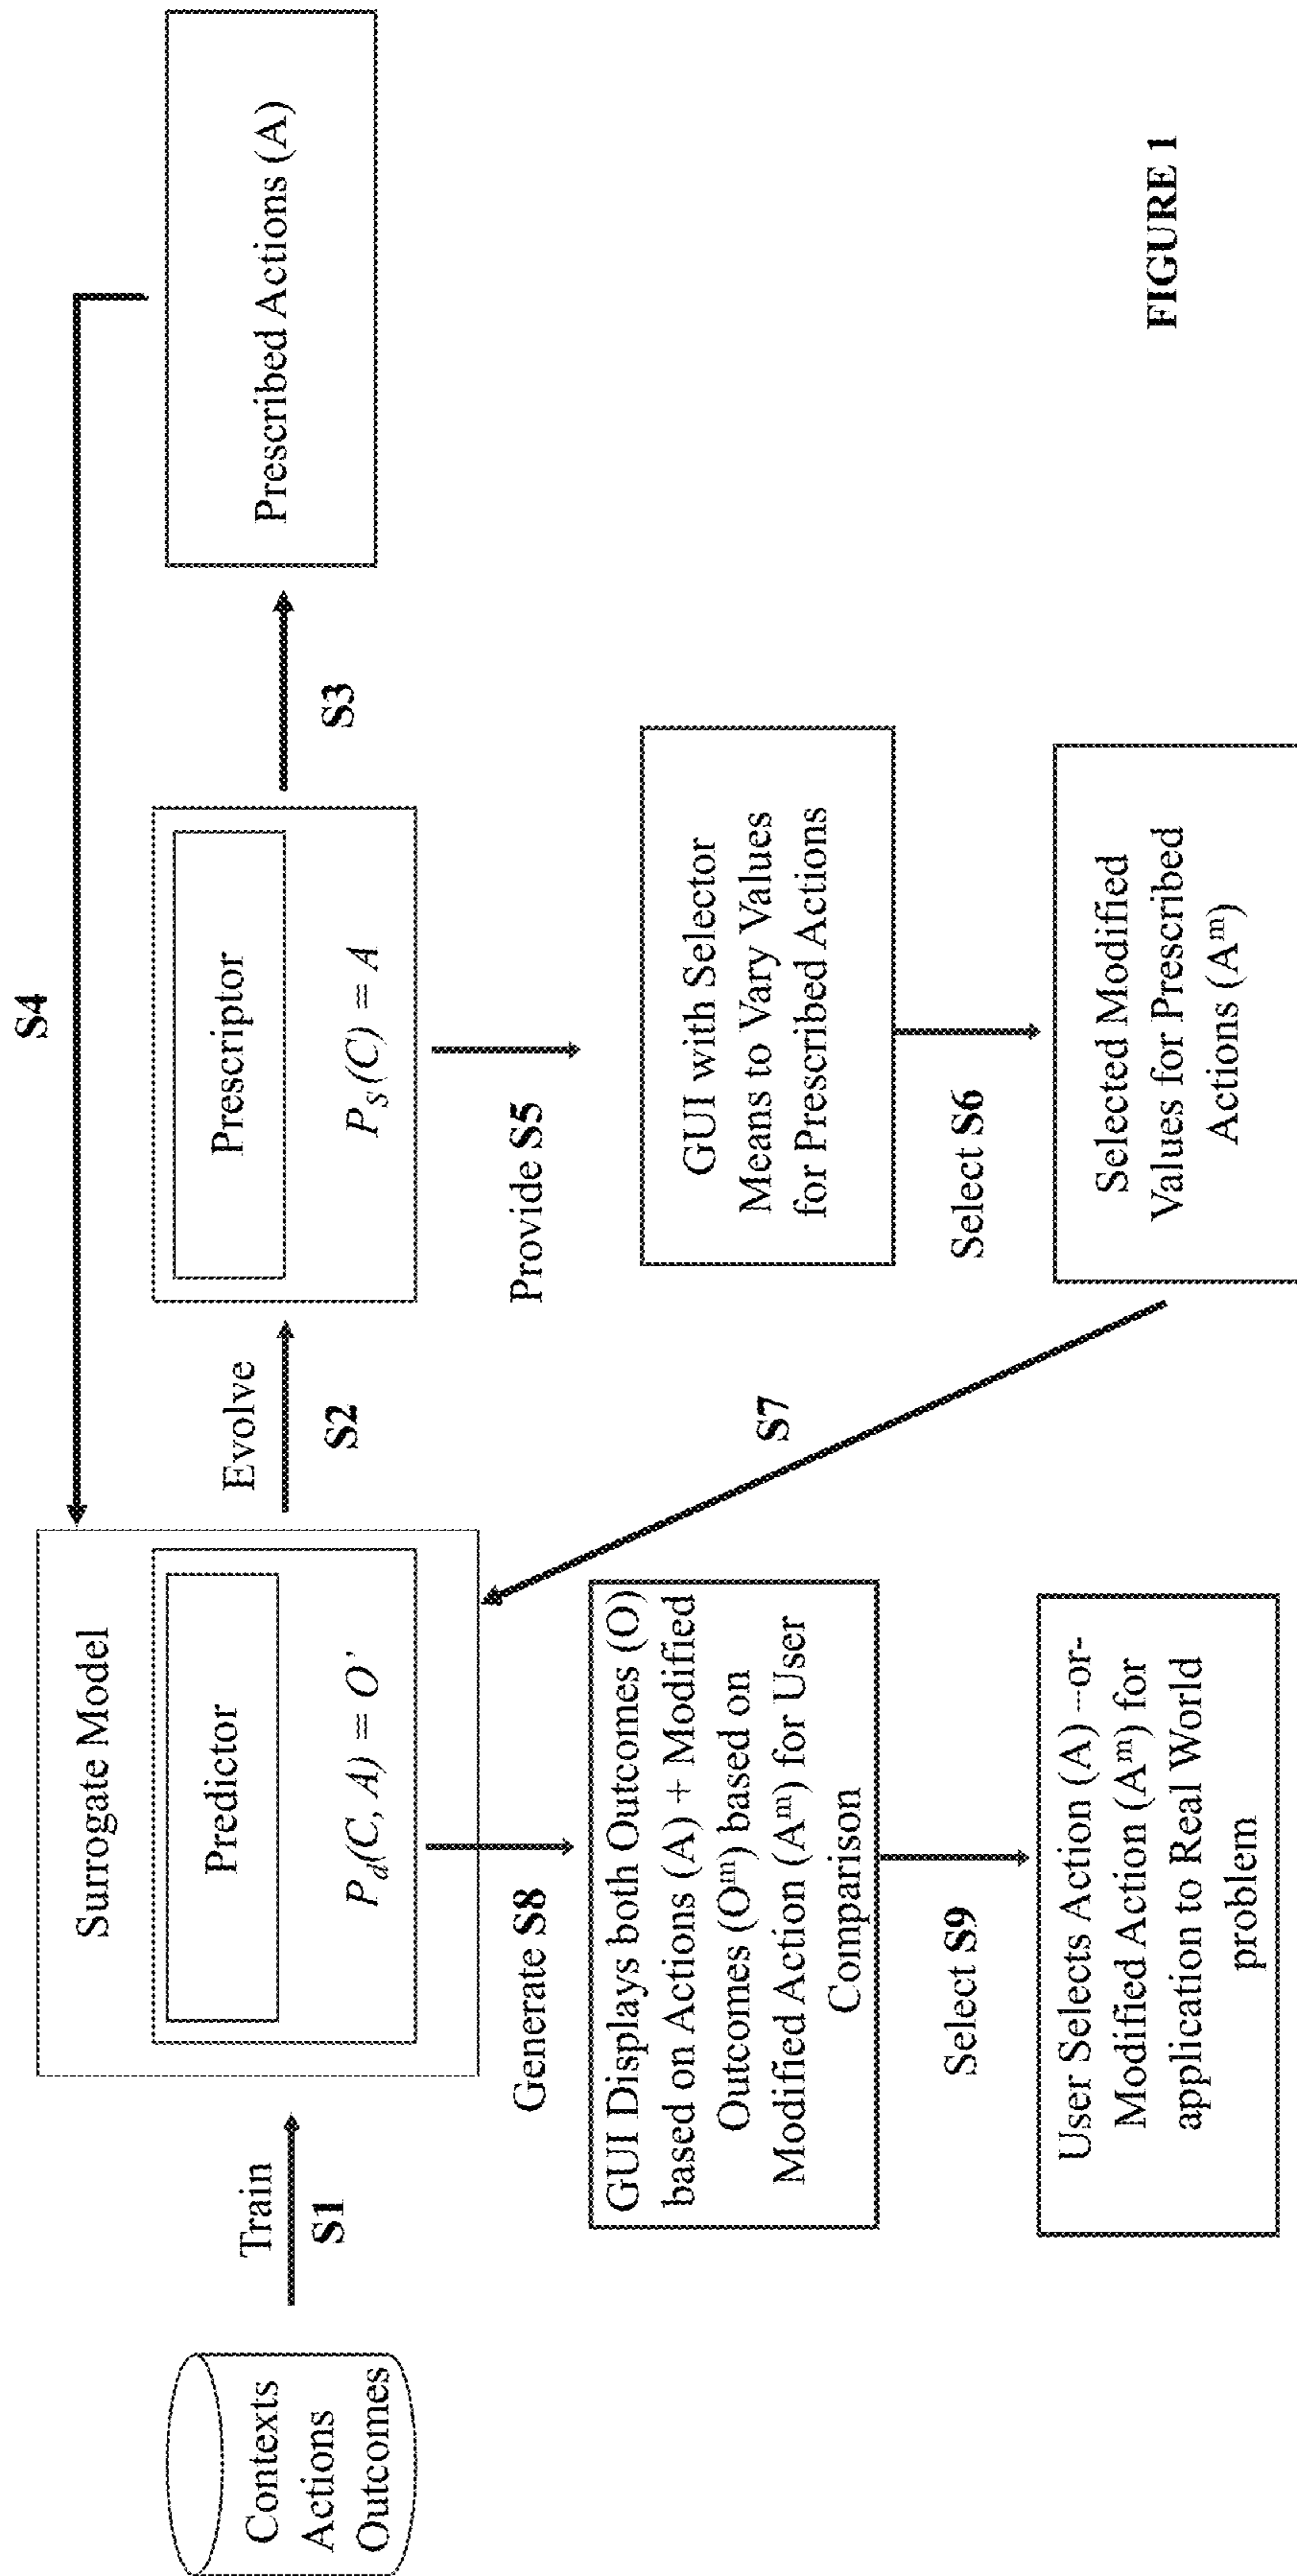 S4
Contexts
Actions
Outcomes
Train
S1
Surrogate Model
Predictor
P_d(C, A) = O'
Evolve
S2
Prescriptor
P_S(C) = A
S3
Prescribed Actions (A)
Generate S8
GUI Displays both Outcomes (O)
based on Actions (A) + Modified
Outcomes (O^m) based on
Modified Action (A^m) for User
Comparison
Select S9
User Selects Action (A) –or-
Modified Action (A^m) for
application to Real World
problem
S7
Provide S5
GUI with Selector
Means to Vary Values
for Prescribed Actions
Select S6
Selected Modified
Values for Prescribed
Actions (A^m)
FIGURE 1